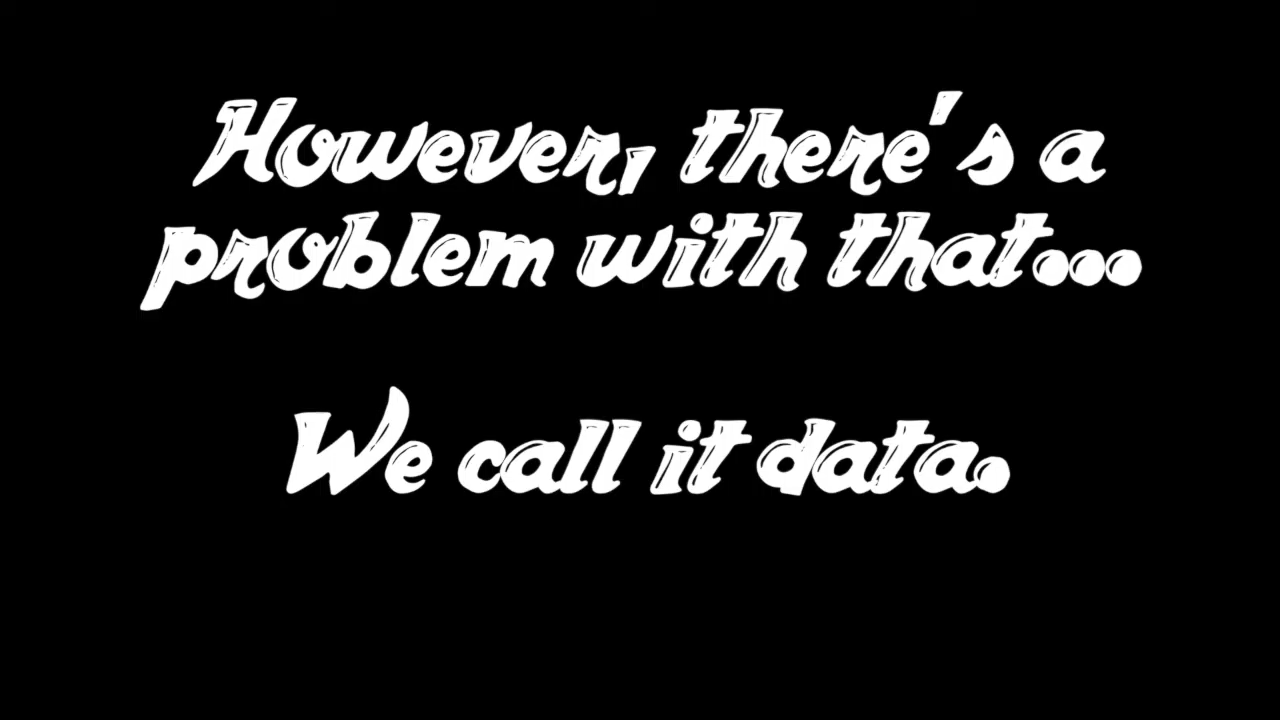 However, there's a
problem with that...
We call it data.